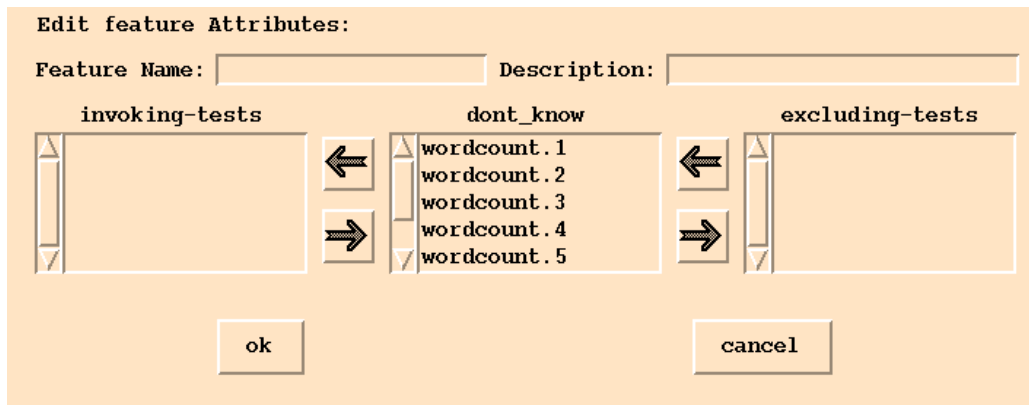 Edit feature Attributes:
Feature Name: Description:
invoking-tests dont_know excluding-tests
wordcount.1
wordcount.2
wordcount.3
wordcount.4
wordcount.5
ok cancel